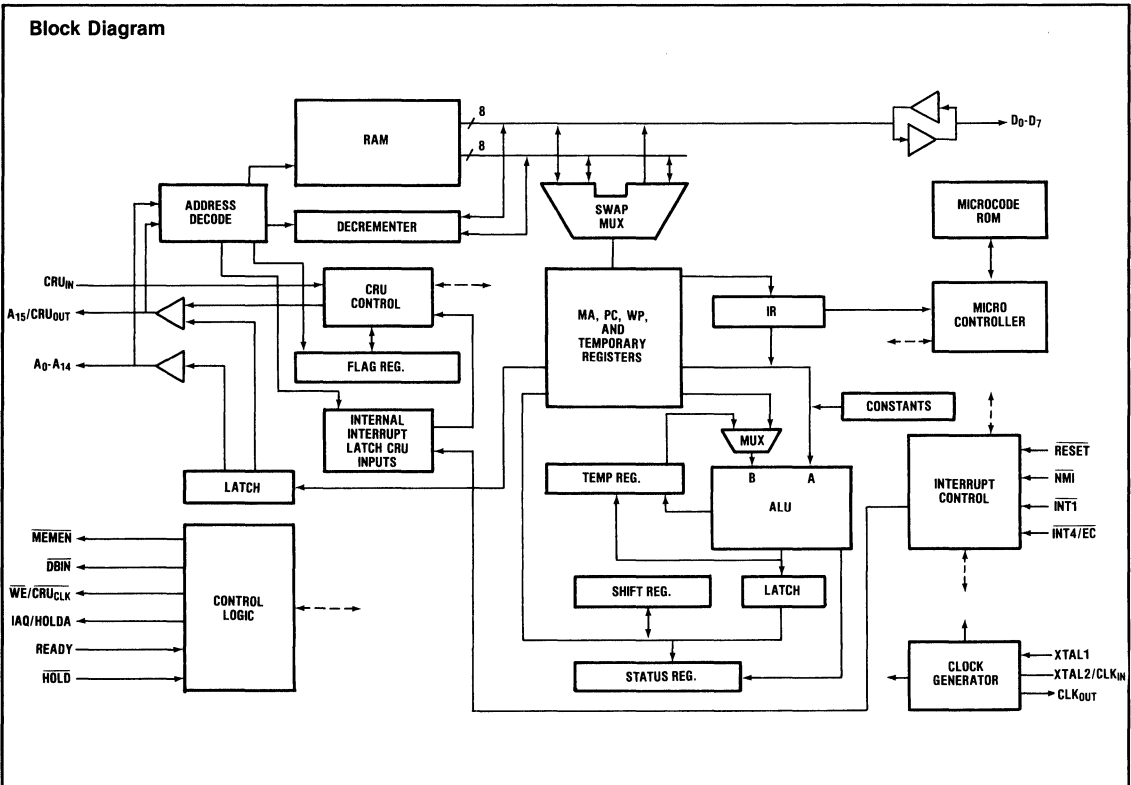 Block Diagram
RAM
8
8
D0-D7
ADDRESS
DECODE
DECREMENTER
SWAP
MUX
MICROCODE
ROM
CRUIN
CRU
CONTROL
A15/CRUOUT
MA, PC, WP,
AND
TEMPORARY
REGISTERS
IR
MICRO
CONTROLLER
A0-A14
FLAG REG.
CONSTANTS
INTERNAL
INTERRUPT
LATCH CRU
INPUTS
MUX
LATCH
TEMP REG.
B A
ALU
INTERRUPT
CONTROL
RESET
NMI
INT1
INT4/EC
MEMEN
DBIN
WE/CRUCLK
IAQ/HOLDA
READY
HOLD
CONTROL
LOGIC
SHIFT REG.
LATCH
STATUS REG.
CLOCK
GENERATOR
XTAL1
XTAL2/CLKIN
CLKOUT